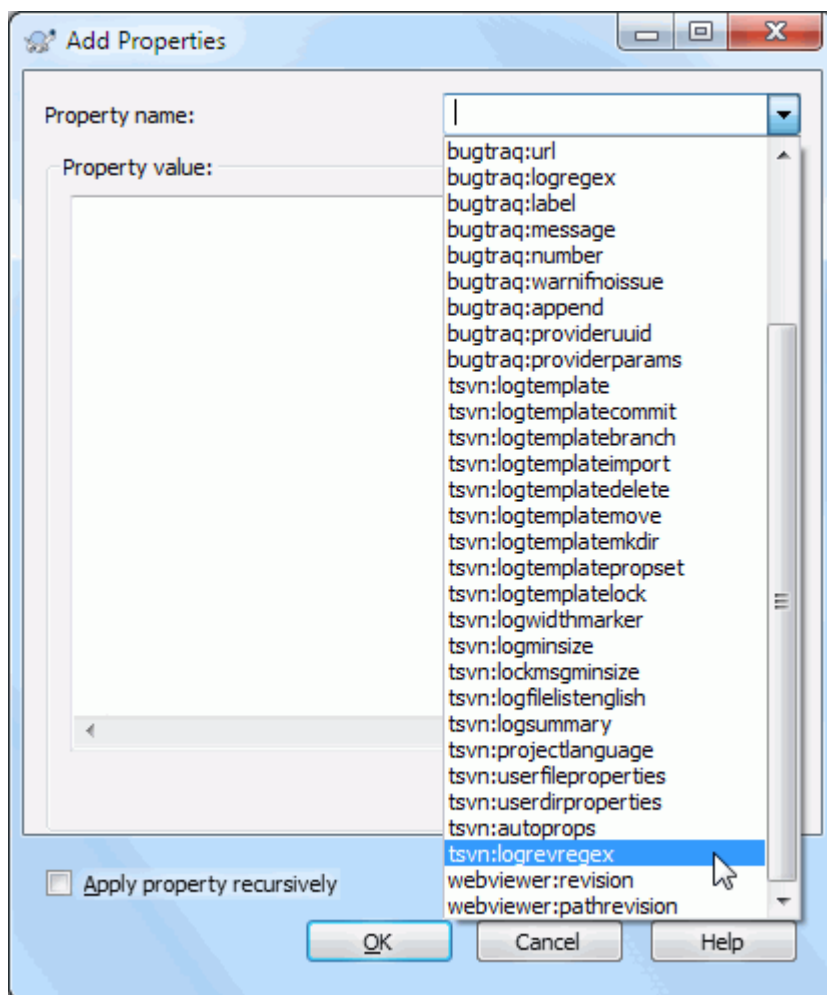 Add Properties
Property name:
Property value:
bugtraq:url
bugtraq:logregex
bugtraq:label
bugtraq:message
bugtraq:number
bugtraq:warnifnoissue
bugtraq:append
bugtraq:provideruuid
bugtraq:providerparams
tsvn:logtemplate
tsvn:logtemplatecommit
tsvn:logtemplatebranch
tsvn:logtemplateimport
tsvn:logtemplatedelete
tsvn:logtemplatemove
tsvn:logtemplatemkdir
tsvn:logtemplatepropset
tsvn:logtemplatelock
tsvn:logwidthmarker
tsvn:logminsize
tsvn:lockmsgminsize
tsvn:logfilelistenglish
tsvn:logsummary
tsvn:projectlanguage
tsvn:userfileproperties
tsvn:userdirproperties
tsvn:autoprops
tsvn:logrevregex
webviewer:revision
webviewer:pathrevision
Apply property recursively
OK Cancel Help